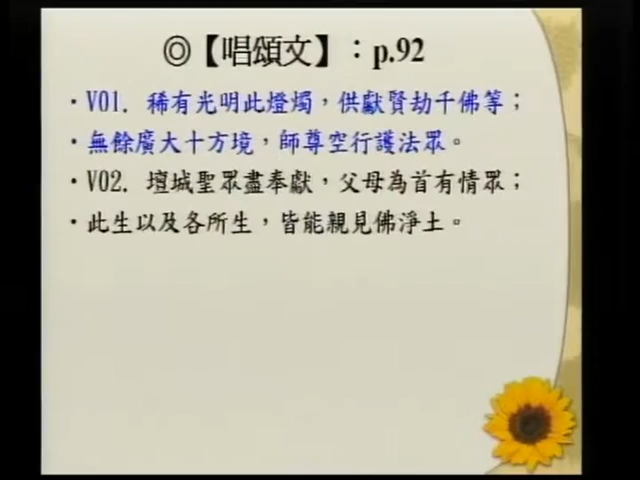 ◎【唱頌文】：p.92
·V01. 稀有光明此燈燭，供獻賢劫千佛等；
·無餘廣大十方境，師尊空行護法眾。
·V02. 壇城聖眾盡奉獻，父母為首有情眾；
·此生以及各所生，皆能親見佛淨土。